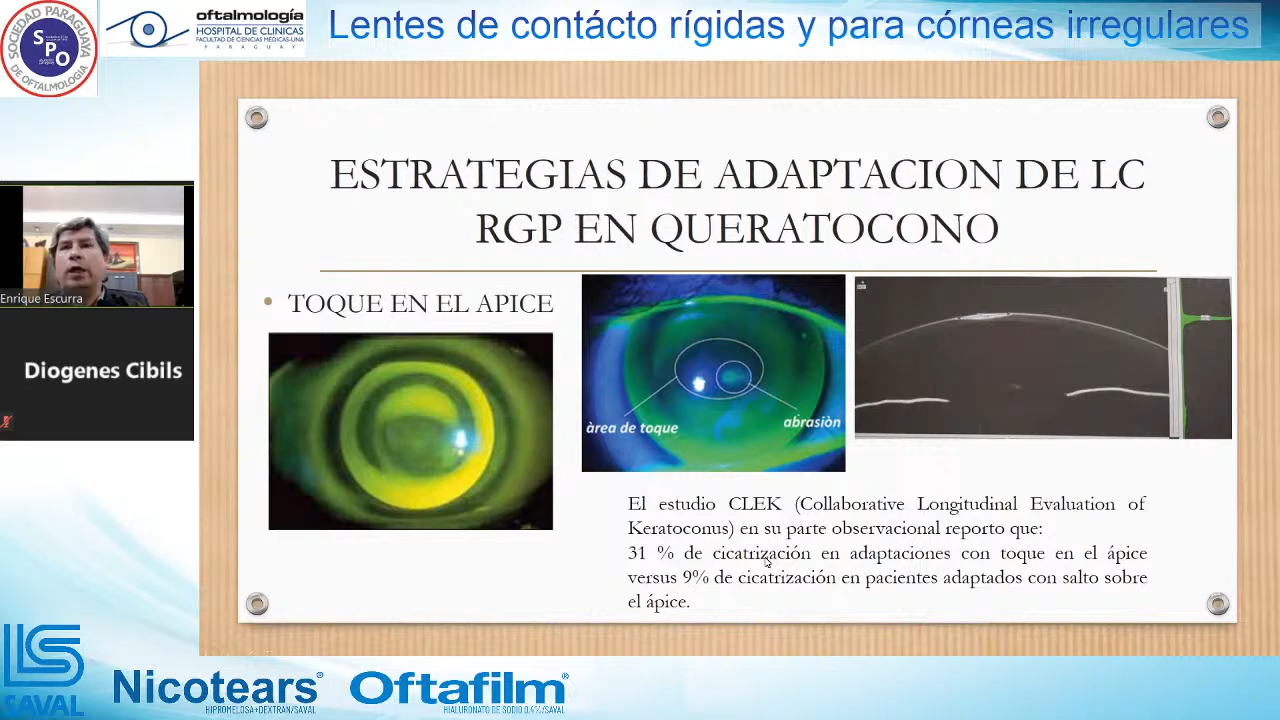 SOCIEDAD PARAGUAYA
DE OFTALMOLOGIA
S
P
O
oftalmología
HOSPITAL DE CLINICAS
FACULTAD DE CIENCIAS MÉDICAS-UNA
PARAGUAY
Lentes de contácto rígidas y para córneas irregulares
ESTRATEGIAS DE ADAPTACION DE LC
RGP EN QUERATOCONO
• TOQUE EN EL APICE
àrea de toque
abrasiòn
Enrique Escurra
Diogenes Cibils
El estudio CLEK (Collaborative Longitudinal Evaluation of
Keratoconus) en su parte observacional reporto que:
31 % de cicatrización en adaptaciones con toque en el ápice
versus 9% de cicatrización en pacientes adaptados con salto sobre
el ápice.
LS
SAVAL
Nicotears®
HIPROMELOSA+DEXTRAN/SAVAL
Oftafilm®
HIALURONATO DE SODIO 0.4%/SAVAL